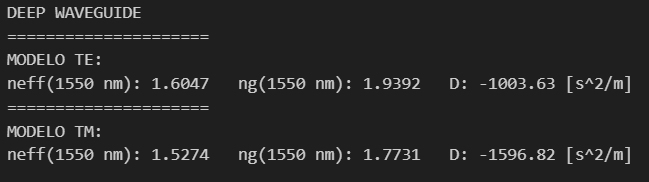 DEEP WAVEGUIDE
=====================
MODELO TE:
neff(1550 nm): 1.6047   ng(1550 nm): 1.9392   D: -1003.63 [s^2/m]
=====================
MODELO TM:
neff(1550 nm): 1.5274   ng(1550 nm): 1.7731   D: -1596.82 [s^2/m]